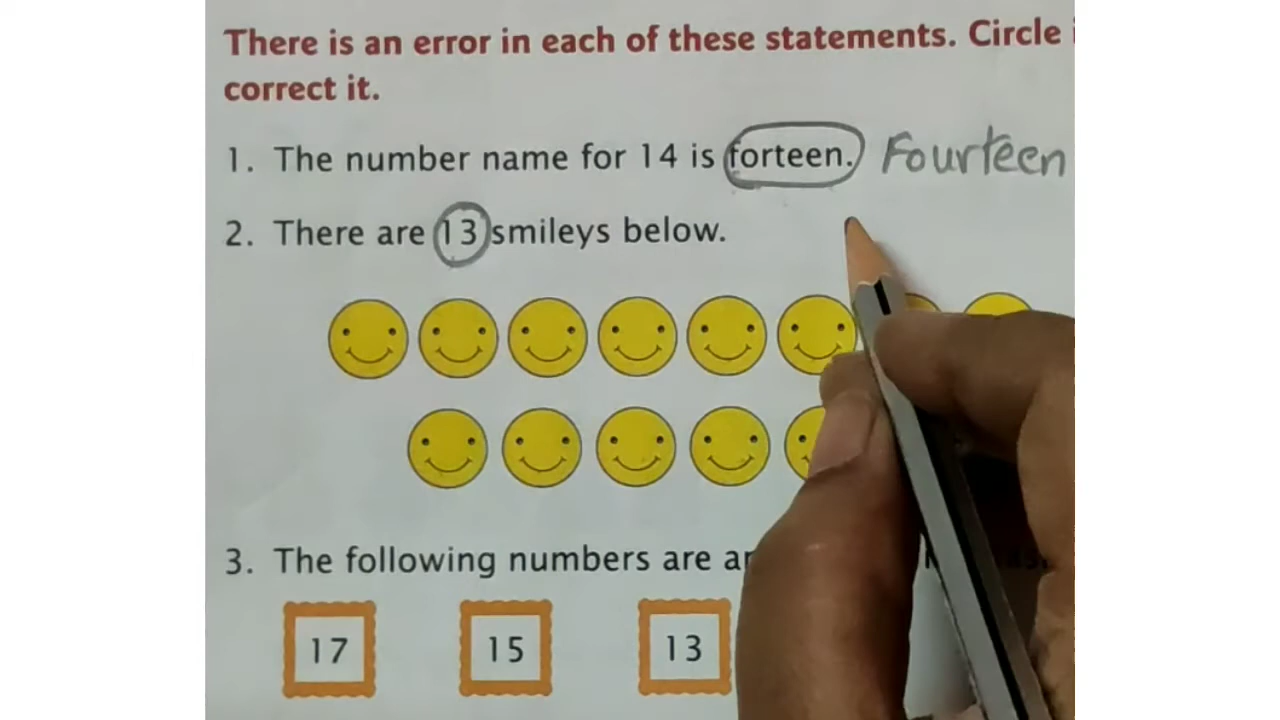 There is an error in each of these statements. Circle
correct it.
1. The number name for 14 is forteen. Fourteen
2. There are 13 smileys below.
3. The following numbers are
17 15 13